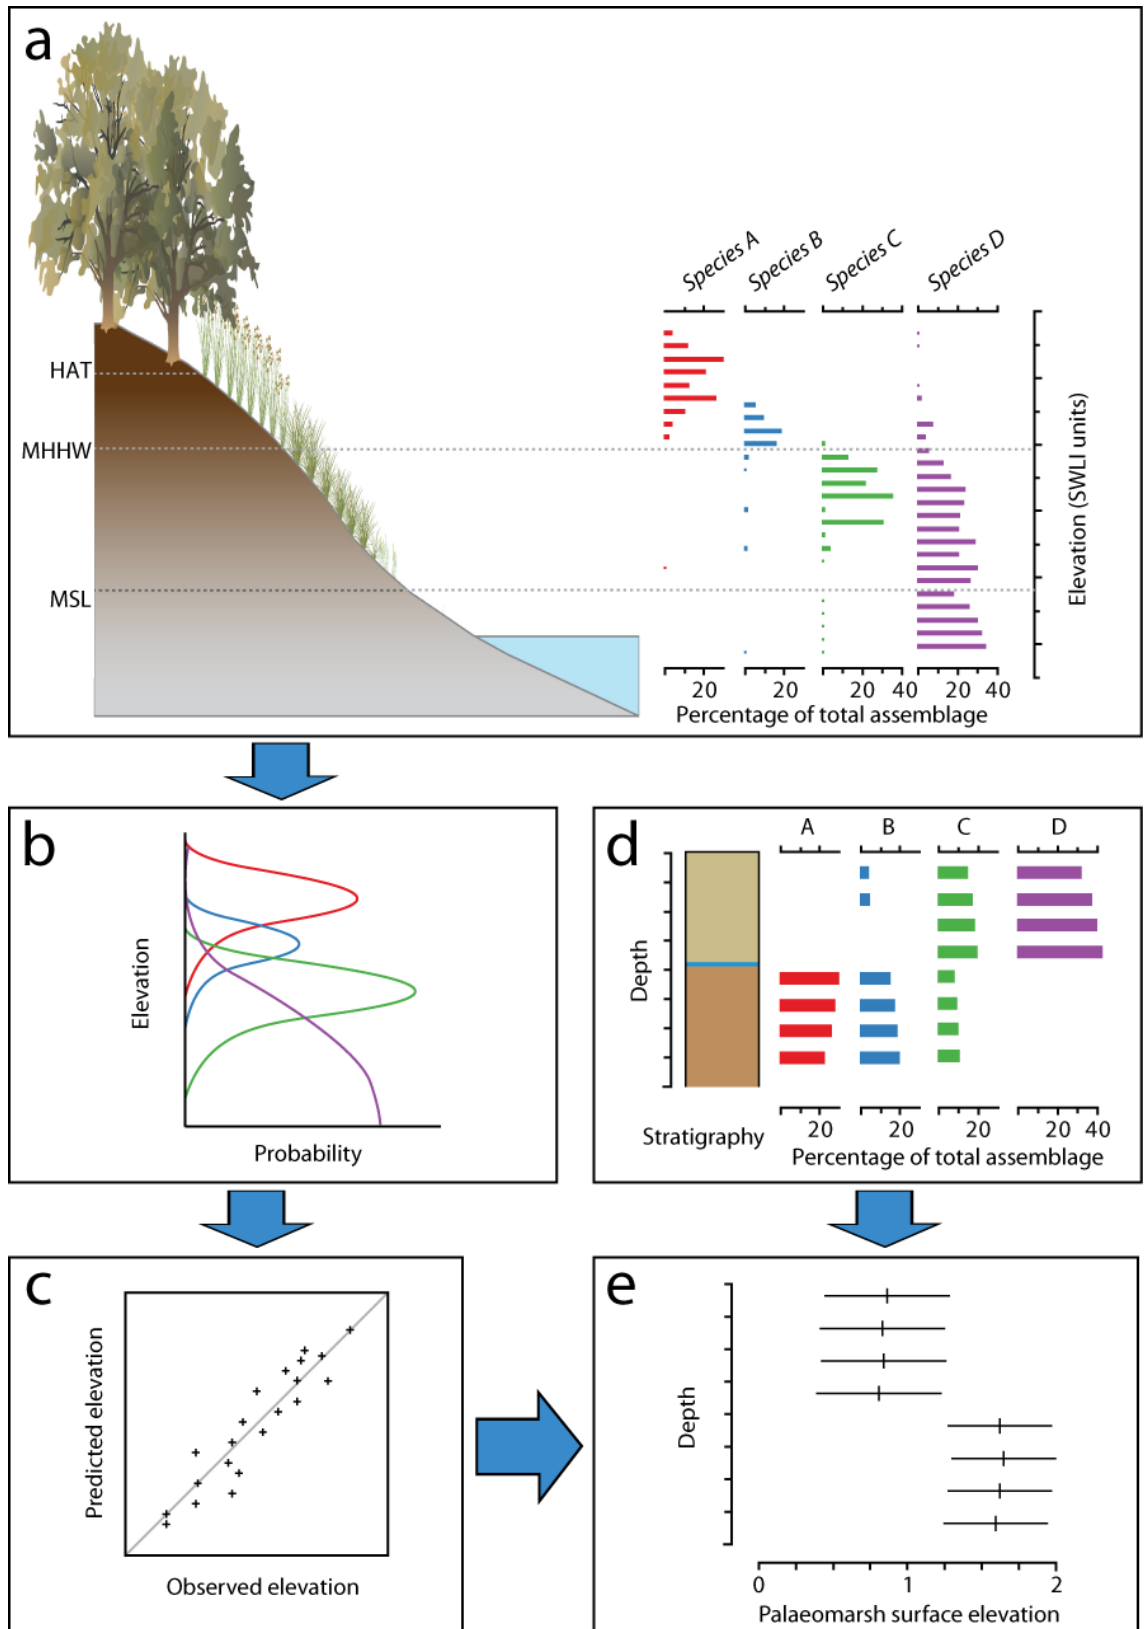 a
Species A
Species B
Species C
Species D
HAT
MHHW
MSL
Elevation (SWLI units)
20
20
20 40
20 40
Percentage of total assemblage
b
Elevation
Probability
d
A B C D
Depth
Stratigraphy
20
20
20
20 40
Percentage of total assemblage
c
Predicted elevation
Observed elevation
e
Depth
0 1 2
Palaeomarsh surface elevation